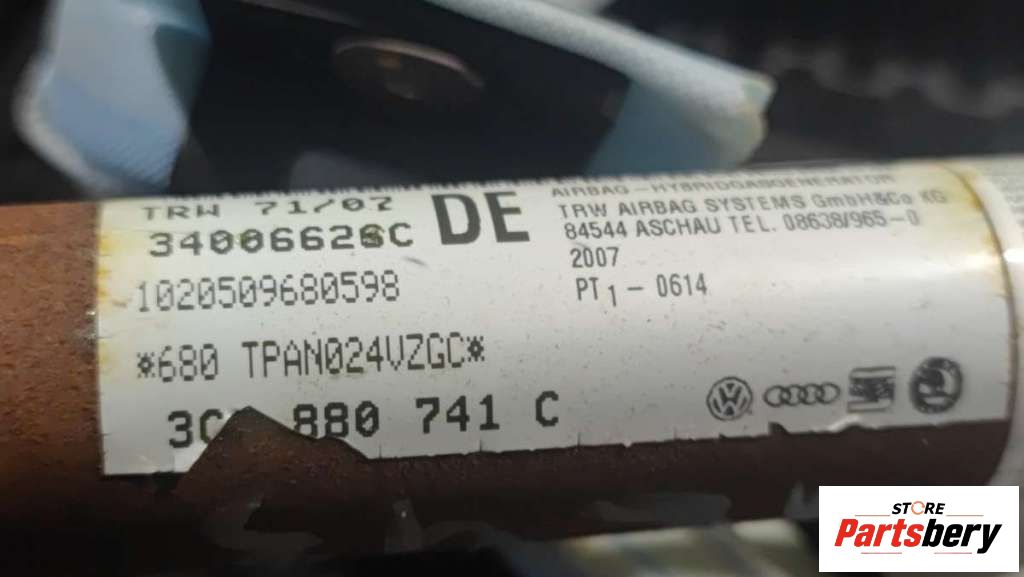 TRW 71/07
34006626C
DE
1020509680598
*680 TPAN024VZGC*
880 741 C
AIRBAG-HYBRIDGASGENERATOR
TRW AIRBAG SYSTEMS GmbH&Co KG
84544 ASCHAU TEL. 08638/965-0
2007
PT1-0614
STORE
Partsbery